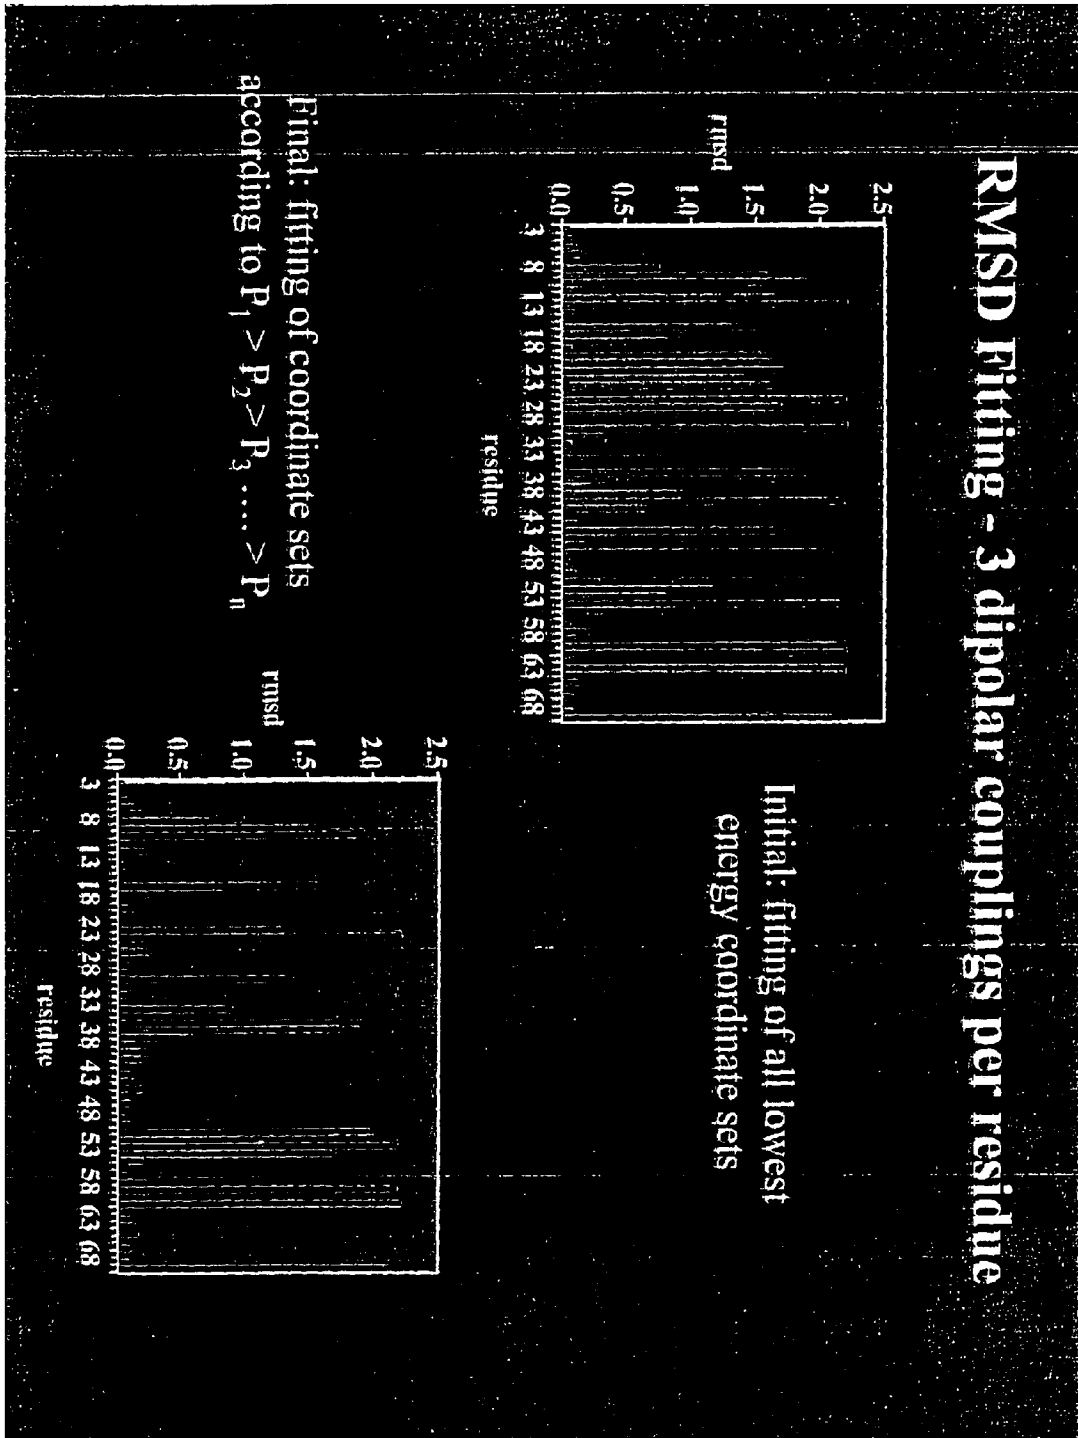 RMSD Fitting - 3 dipolar couplings per residue
rmsd
2.5
2.0
1.5
1.0
0.5
0.0
3 8 13 18 23 28 33 38 43 48 53 58 63 68
residue
Initial: fitting of all lowest
energy coordinate sets
Final: fitting of coordinate sets
according to P₁ > P₂ > P₃ ..... > Pₙ
rmsd
2.5
2.0
1.5
1.0
0.5
0.0
3 8 13 18 23 28 33 38 43 48 53 58 63 68
residue